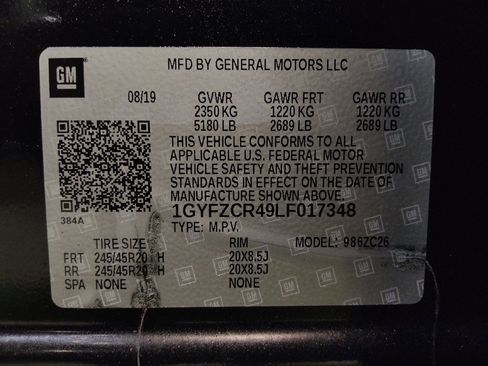 GM
MFD BY GENERAL MOTORS LLC
08/19 GVWR GAWR FRT GAWR RR
2350 KG 1220 KG 1220 KG
5180 LB 2689 LB 2689 LB
THIS VEHICLE CONFORMS TO ALL
APPLICABLE U.S. FEDERAL MOTOR
VEHICLE SAFETY AND THEFT PREVENTION
STANDARDS IN EFFECT ON THE DATE OF
MANUFACTURE SHOWN ABOVE.
384A
1GYFZCR49LF017348
TYPE: M.P.V. MODEL: 986ZC26
TIRE SIZE RIM
FRT 245/45R20 H 20X8.5J
RR 245/45R20 H 20X8.5J
SPA NONE NONE